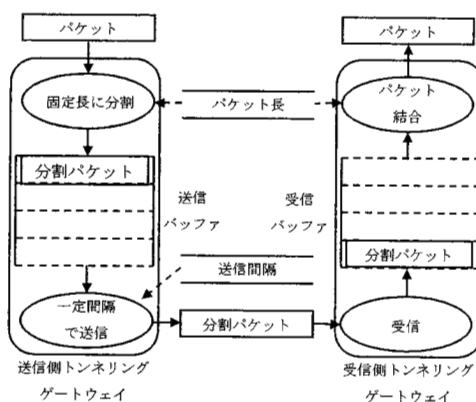 パケット
固定長に分割
分割パケット
送信
バッファ
一定間隔
で送信
送信側トンネリング
ゲートウェイ
パケット長
送信間隔
分割パケット
パケット
パケット
結合
受信
バッファ
分割パケット
受信
受信側トンネリング
ゲートウェイ